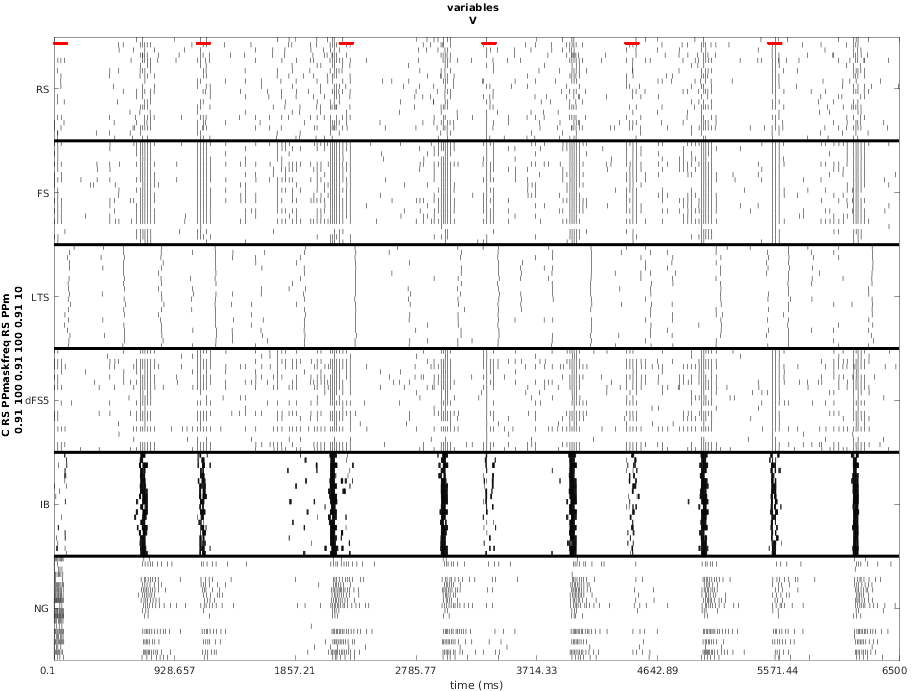 variables
V
RS
FS
LTS
dFS5
IB
NG
C RS PPmaskfreq RS PPm
0.91 100 0.91 100 0.91 10
0.1 928.657 1857.21 2785.77 3714.33 4642.89 5571.44 6500
time (ms)